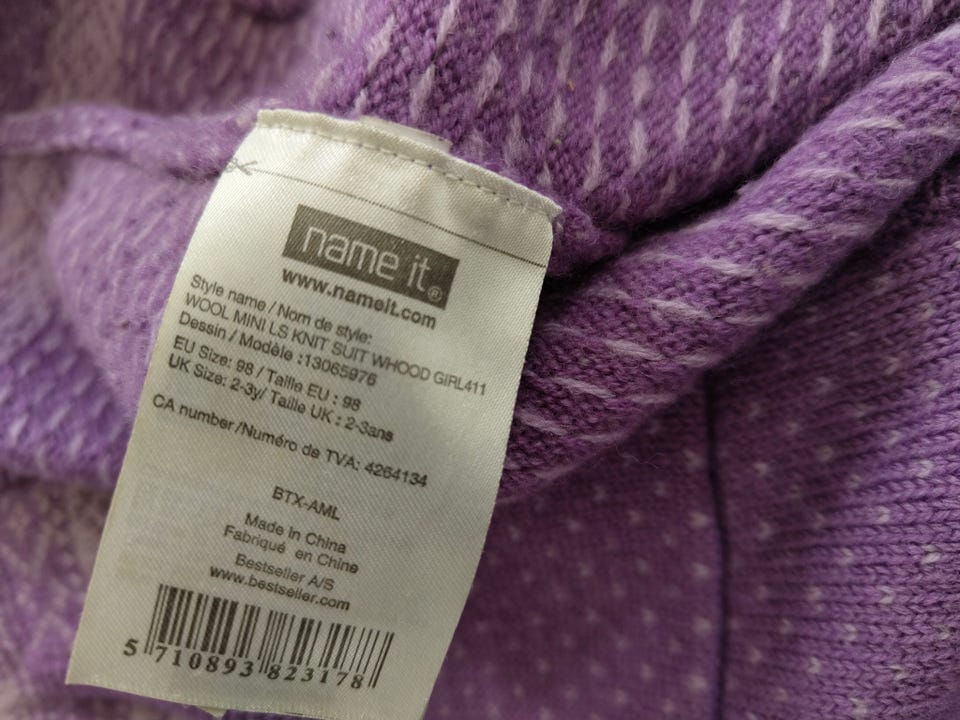 name it®
www.nameit.com
Style name / Nom de style:
WOOL MINI LS KNIT SUIT WHOOD GIRL411
Dessin / Modèle :13065976
EU Size: 98 / Taille EU : 98
UK Size: 2-3y/ Taille UK : 2-3ans
CA number/Numéro de TVA: 4264134
BTX-AML
Made in China
Fabriqué en Chine
Bestseller A/S
www.bestseller.com
5 710893 823178